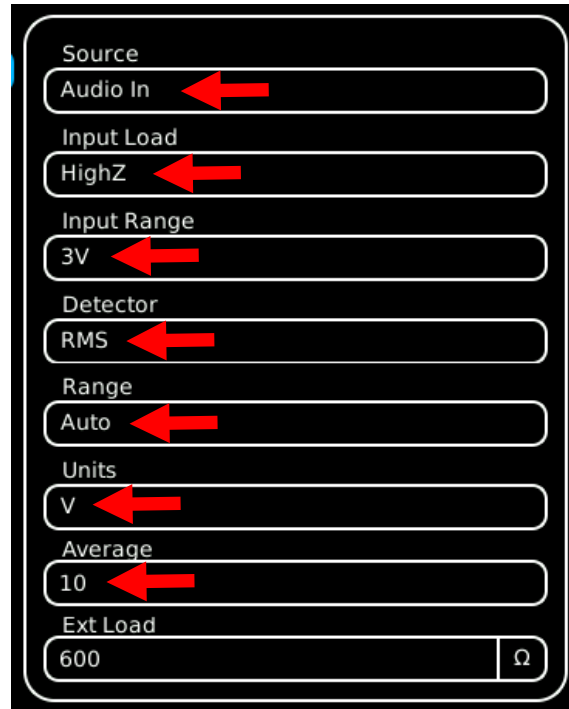 Source
Audio In
Input Load
HighZ
Input Range
3V
Detector
RMS
Range
Auto
Units
V
Average
10
Ext Load
600 Ω